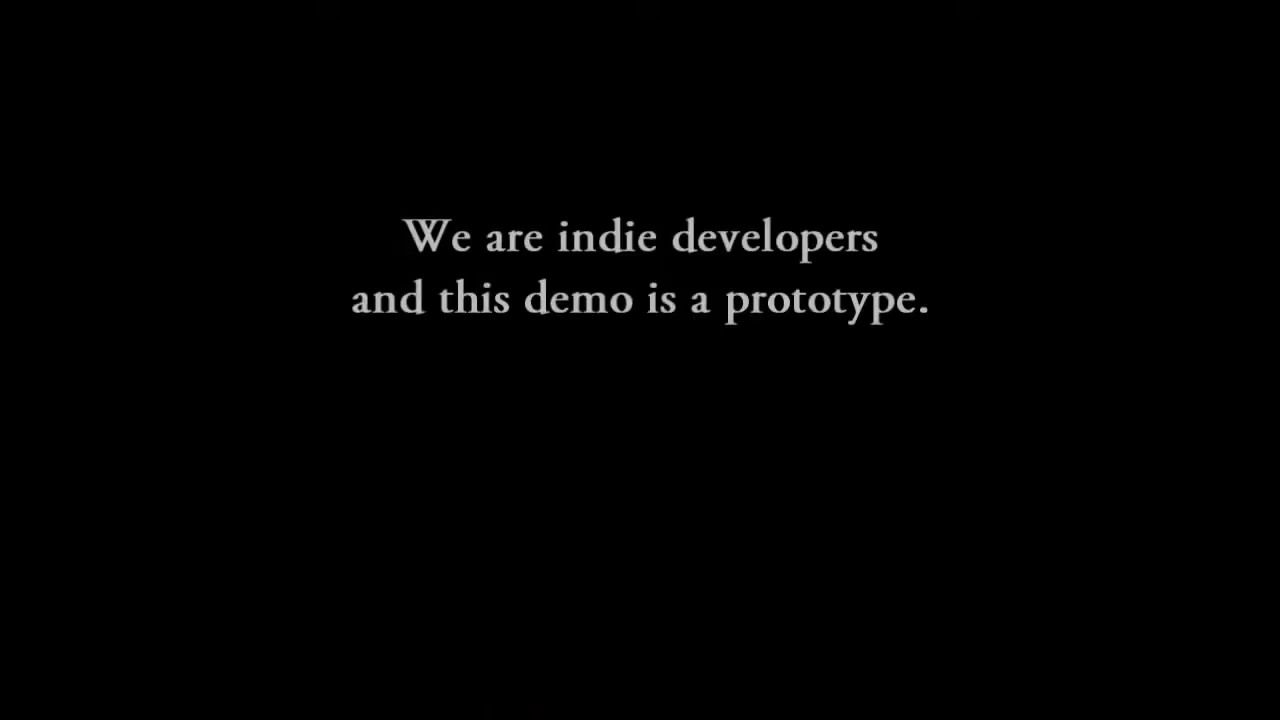 We are indie developers
and this demo is a prototype.